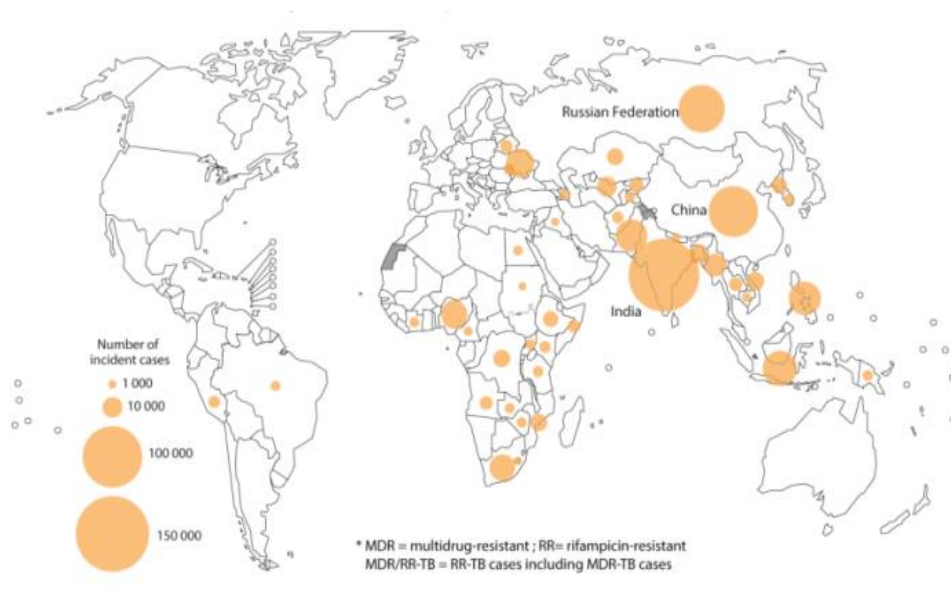 Russian Federation
China
India
Number of
incident cases
1 000
10 000
100 000
150 000
* MDR = multidrug-resistant ; RR= rifampicin-resistant
MDR/RR-TB = RR-TB cases including MDR-TB cases